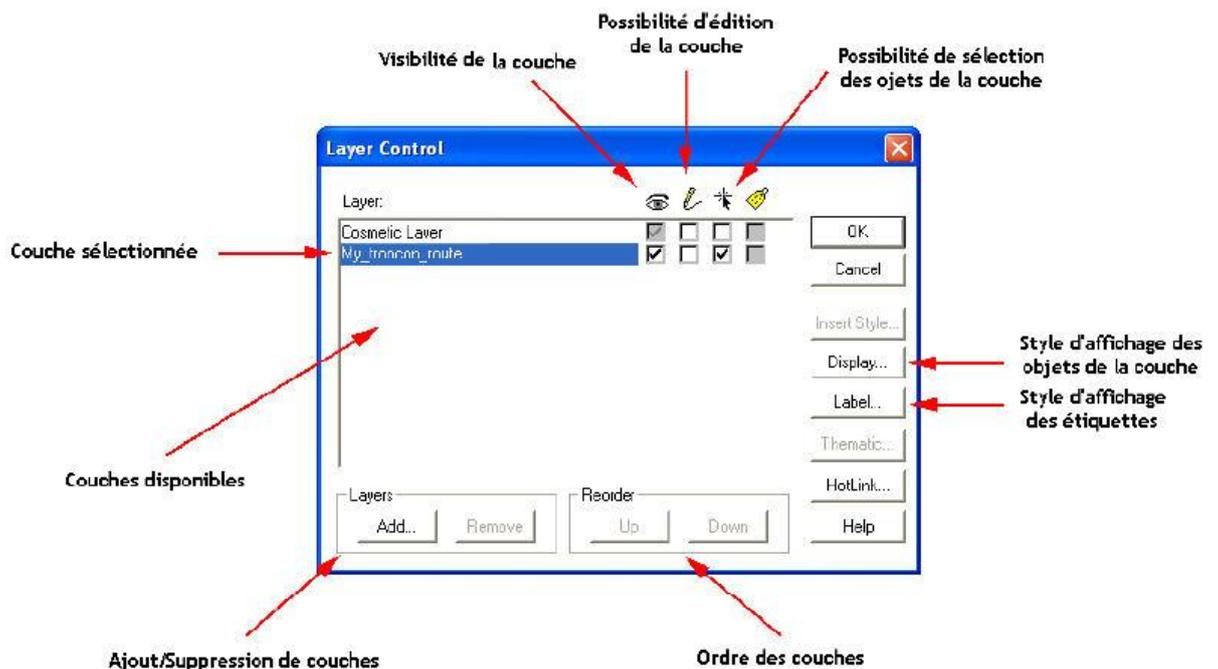 Possibilité d'édition
de la couche
Visibilité de la couche
Possibilité de sélection
des ojets de la couche
Layer Control
Layer:
Cosmetic Layer
My_troncon_route
Couche sélectionnée
OK
Cancel
Insert Style...
Display...
Label...
Thematic...
HotLink...
Help
Style d'affichage des
objets de la couche
Style d'affichage
des étiquettes
Couches disponibles
Layers
Add...
Remove
Reorder
Up
Down
Ajout/Suppression de couches
Ordre des couches